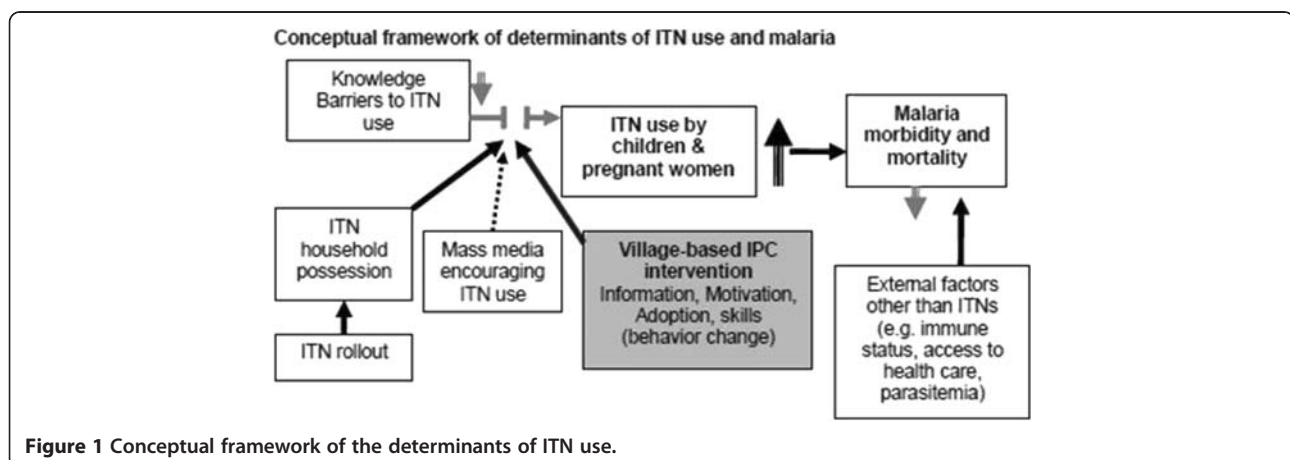 Conceptual framework of determinants of ITN use and malaria
Knowledge
Barriers to ITN
use
ITN use by
children &
pregnant women
Malaria
morbidity and
mortality
ITN
household
possession
Mass media
encouraging
ITN use
Village-based IPC
intervention
Information, Motivation,
Adoption, skills
(behavior change)
External factors
other than ITNs
(e.g. immune
status, access to
health care,
parasitemia)
ITN rollout
Figure 1 Conceptual framework of the determinants of ITN use.